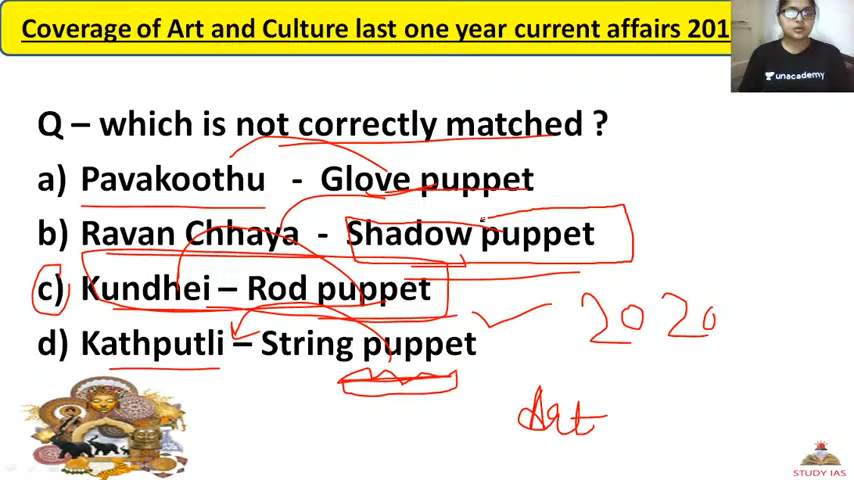 Coverage of Art and Culture last one year current affairs 201
unacademy
Q – which is not correctly matched ?
a) Pavakoothu - Glove puppet
b) Ravan Chhaya - Shadow puppet
c) Kundhei – Rod puppet
2020
d) Kathputli – String puppet
Art
STUDY IAS